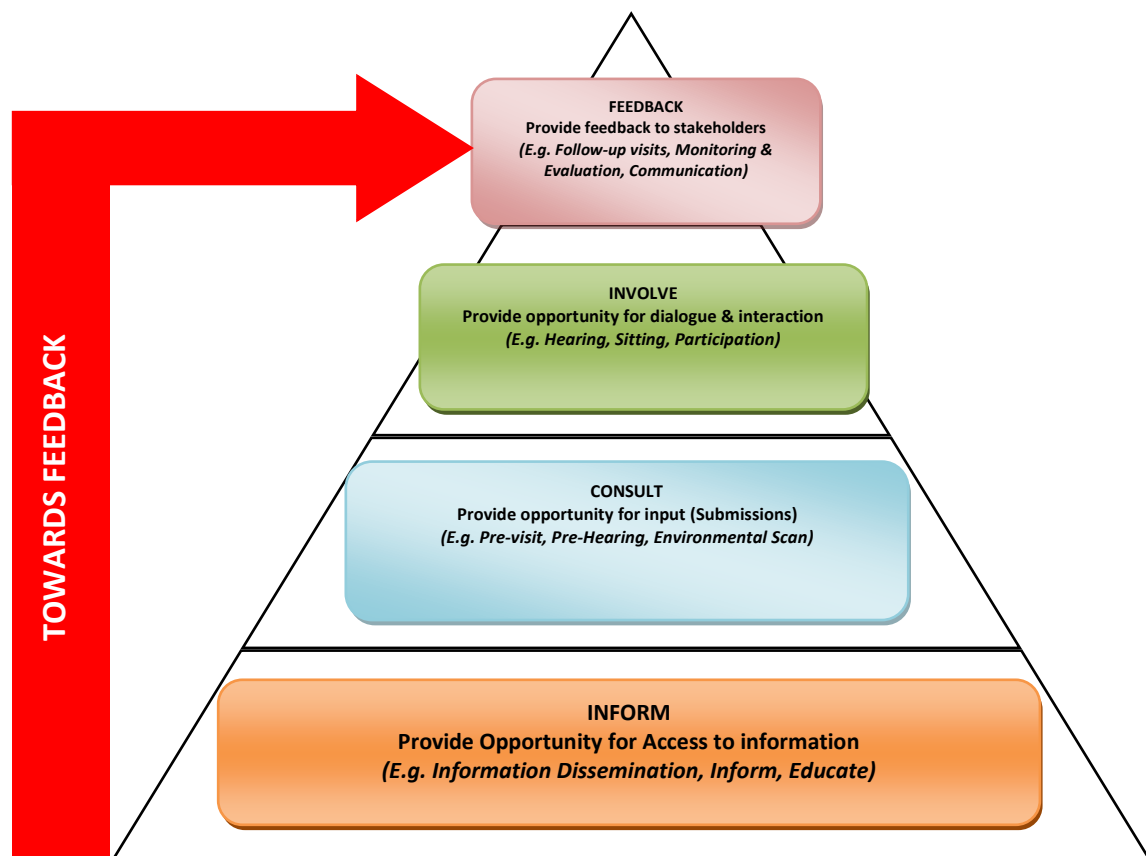 FEEDBACK
Provide feedback to stakeholders
(E.g. Follow-up visits, Monitoring &
Evaluation, Communication)
INVOLVE
Provide opportunity for dialogue & interaction
(E.g. Hearing, Sitting, Participation)
CONSULT
Provide opportunity for input (Submissions)
(E.g. Pre-visit, Pre-Hearing, Environmental Scan)
INFORM
Provide Opportunity for Access to information
(E.g. Information Dissemination, Inform, Educate)
TOWARDS FEEDBACK